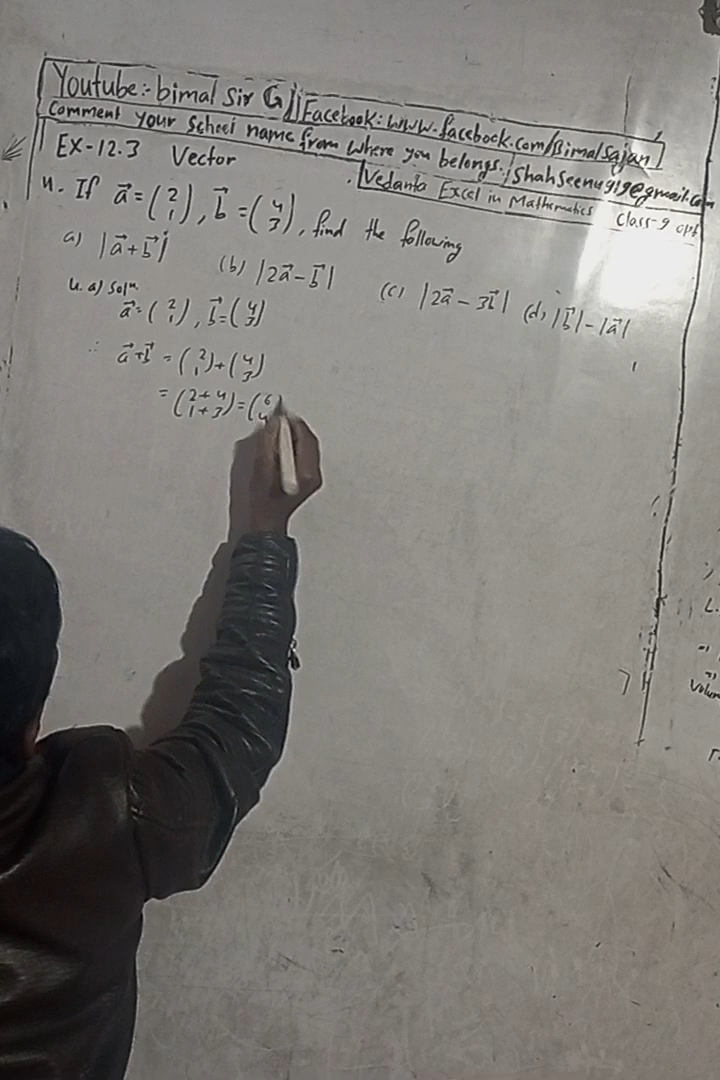 Youtube:- bimal Sir G || Facebook: www.facebook.com/Bimalsajan
Comment your School name from where you belongs. / Shahseenu919@gmail.com
EX-12.3 Vector
Vedanta Excel in Mathematics Class-9 opt
4. If a⃗ = (2 1), b⃗ = (4 3), find the following
a) |a⃗+b⃗| (b) |2a⃗-b⃗| (c) |2a⃗-3b⃗| (d) |b⃗|-|a⃗|
4. a) Solⁿ.
a⃗ = (2 1), b⃗ = (4 3)
∴ a⃗+b⃗ = (2 1)+(4 3)
= (2+4 1+3) = (6 4